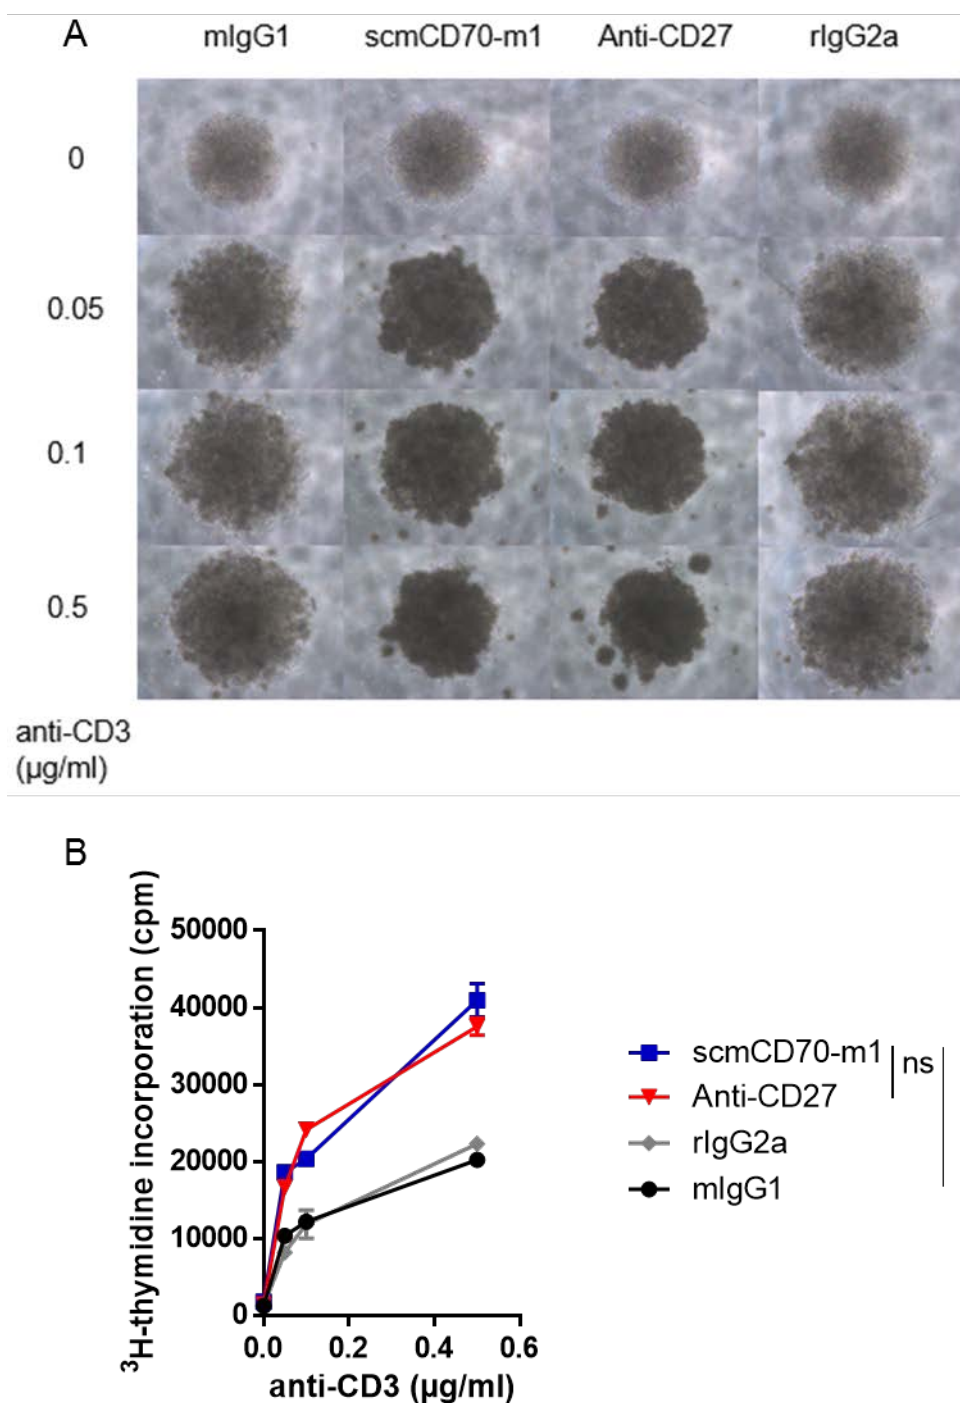 A
mIgG1 scmCD70-m1 Anti-CD27 rIgG2a
0
0.05
0.1
0.5
anti-CD3
(µg/ml)
B
³H-thymidine incorporation (cpm)
50000
40000
30000
20000
10000
0
0.0 0.2 0.4 0.6
anti-CD3 (µg/ml)
scmCD70-m1
ns
Anti-CD27
rIgG2a
mIgG1